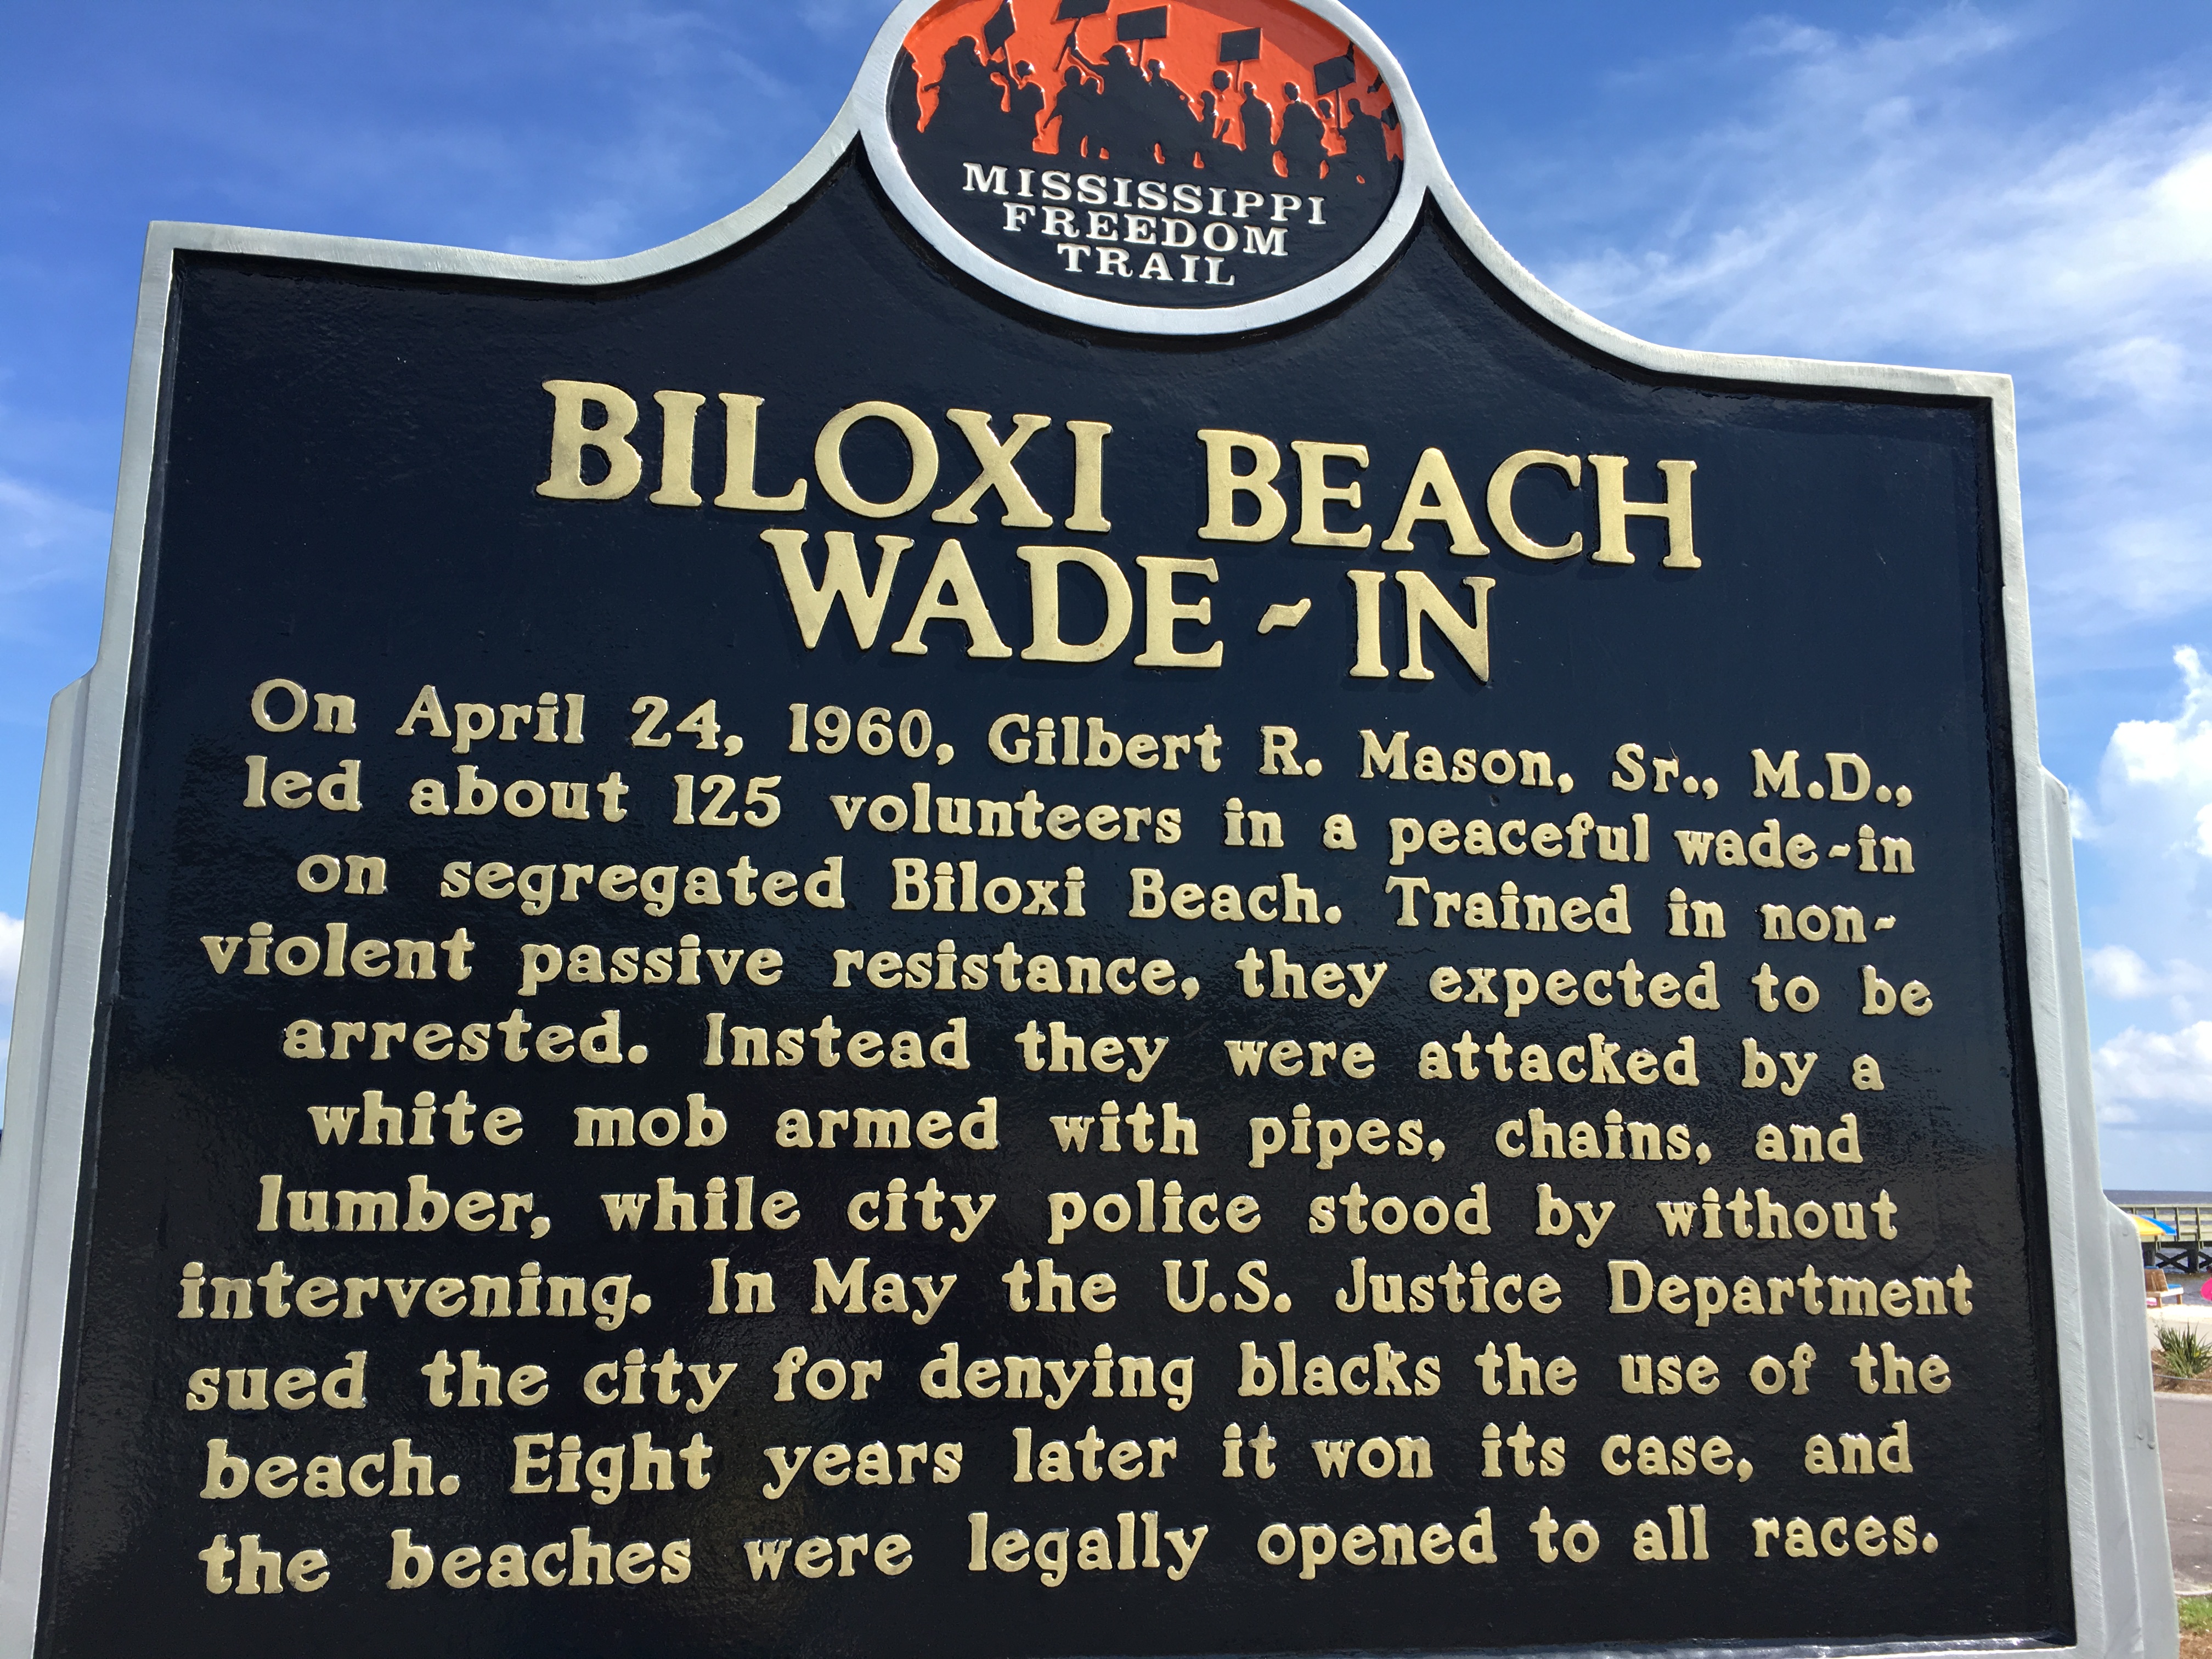 MISSISSIPPI
FREEDOM
TRAIL
BILOXI BEACH
WADE-IN
On April 24, 1960, Gilbert R. Mason, Sr., M.D.,
led about 125 volunteers in a peaceful wade-in
on segregated Biloxi Beach. Trained in non-
violent passive resistance, they expected to be
arrested. Instead they were attacked by a
white mob armed with pipes, chains, and
lumber, while city police stood by without
intervening. In May the U.S. Justice Department
sued the city for denying blacks the use of the
beach. Eight years later it won its case, and
the beaches were legally opened to all races.